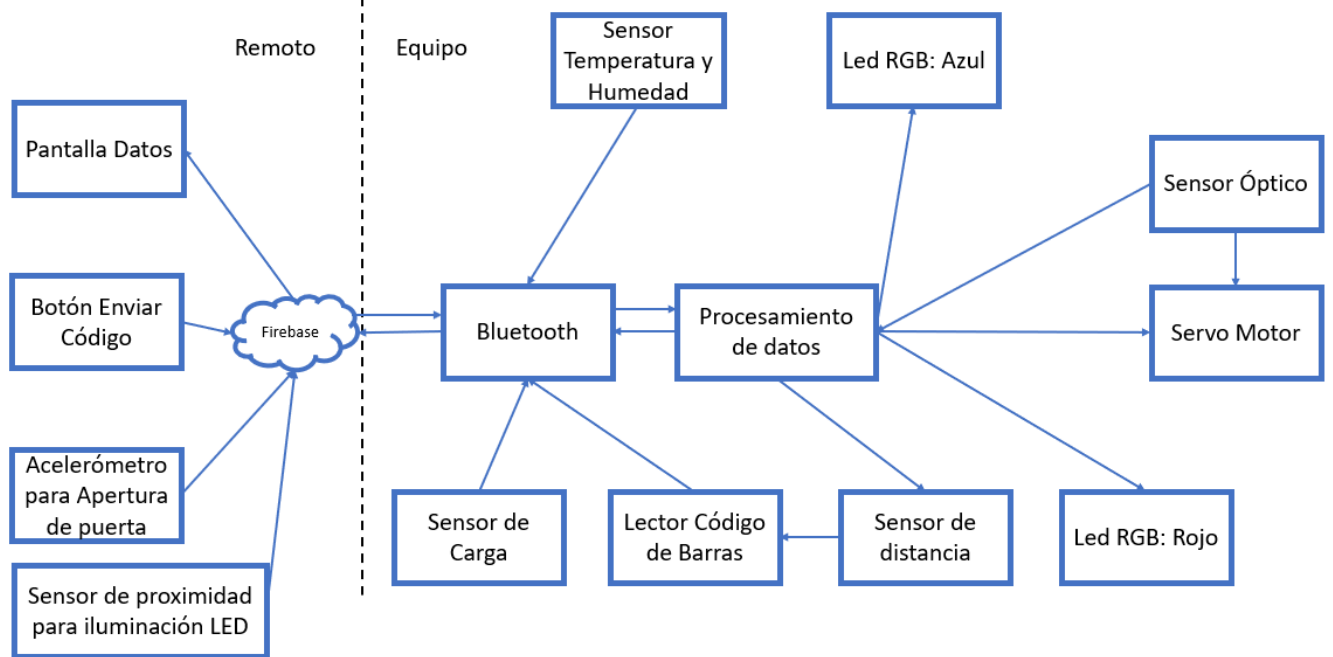 Remoto
Equipo
Sensor
Temperatura y
Humedad
Led RGB: Azul
Pantalla Datos
Sensor Óptico
Botón Enviar
Código
Firebase
Bluetooth
Procesamiento
de datos
Servo Motor
Acelerómetro
para Apertura
de puerta
Sensor de
Carga
Lector Código
de Barras
Sensor de
distancia
Led RGB: Rojo
Sensor de proximidad
para iluminación LED